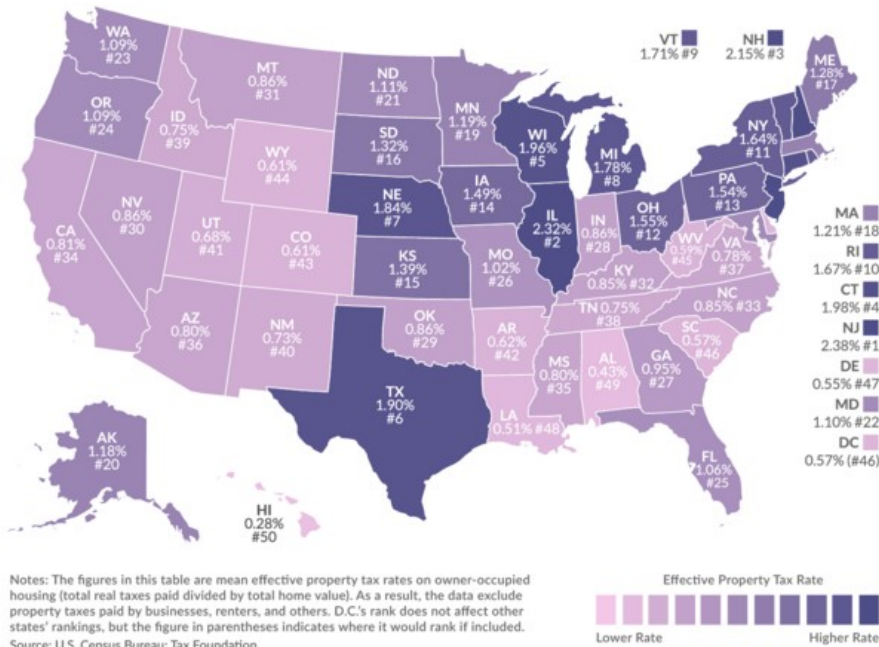 WA
1.09%
#23
OR
1.09%
#24
CA
0.81%
#34
NV
0.86%
#30
ID
0.75%
#39
MT
0.86%
#31
WY
0.61%
#44
UT
0.68%
#41
CO
0.61%
#43
AZ
0.80%
#36
NM
0.73%
#40
ND
1.11%
#21
SD
1.32%
#16
NE
1.84%
#7
KS
1.39%
#15
OK
0.86%
#29
TX
1.90%
#6
MN
1.19%
#19
IA
1.49%
#14
MO
1.02%
#26
AR
0.62%
#42
LA
0.51% #48
WI
1.96%
#5
IL
2.32%
#2
MI
1.78%
#8
IN
0.86%
#28
OH
1.55%
#12
KY
0.85% #32
TN 0.75%
#38
MS
0.80%
#35
AL
0.43%
#49
GA
0.95%
#27
FL
1.06%
#25
SC
0.57%
#46
NC
0.85% #33
VA
0.78%
#37
WV
0.59%
#45
PA
1.54%
#13
NY
1.64%
#11
ME
1.28%
#17
VT
1.71% #9
NH
2.15% #3
MA
1.21% #18
RI
1.67% #10
CT
1.98% #4
NJ
2.38% #1
DE
0.55% #47
MD
1.10% #22
DC
0.57% (#46)
AK
1.18%
#20
HI
0.28%
#50
Notes: The figures in this table are mean effective property tax rates on owner-occupied
housing (total real taxes paid divided by total home value). As a result, the data exclude
property taxes paid by businesses, renters, and others. D.C.'s rank does not affect other
states' rankings, but the figure in parentheses indicates where it would rank if included.
Source: U.S. Census Bureau; Tax Foundation
Effective Property Tax Rate
Lower Rate
Higher Rate